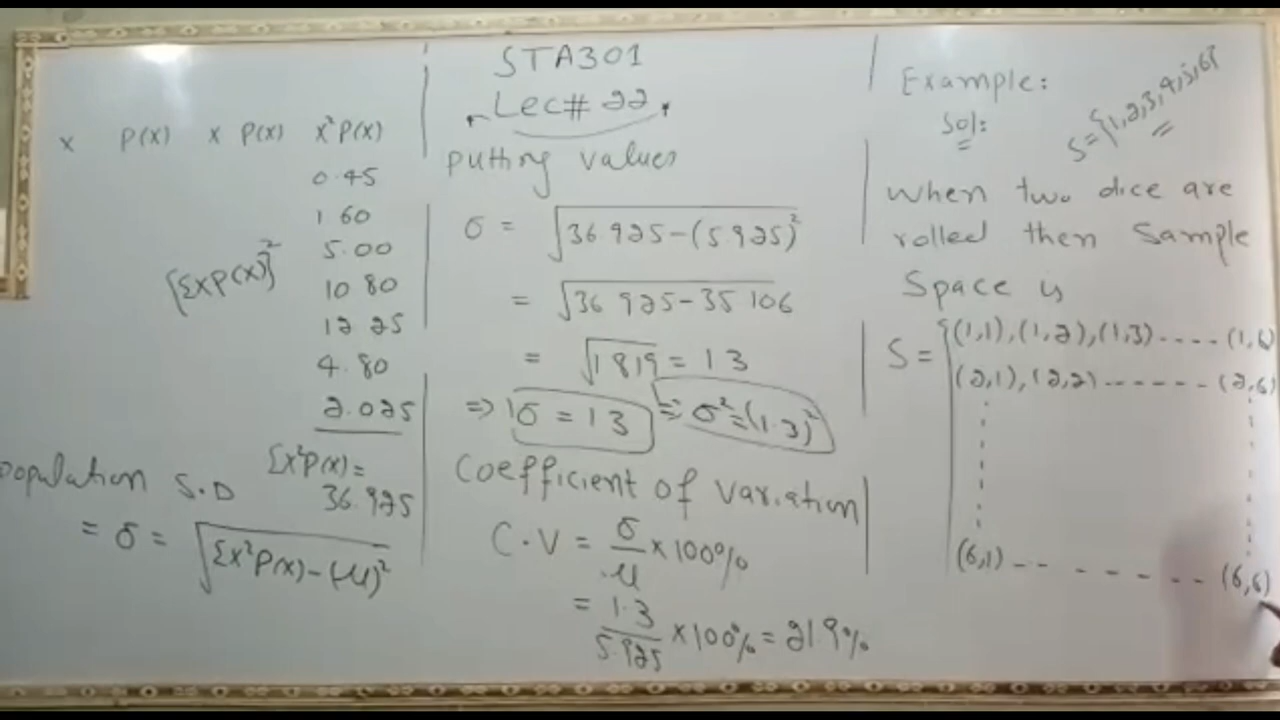 STA301
Lec# 22
x P(x) x P(x) x²P(x)
0.45
1 60
5.00
10 80
12 25
4.80
2.025
{Σxp(x)}²
Σx²P(x)=
36.925
population S.D
= σ = √Σx²P(x)-(μ)²
putting values
σ = √36 925-(5 925)²
= √36 925-35 106
= √1 819 = 1 3
=> σ = 1 3 => σ²=(1.3)²
Coefficient of variation
C.V = σ/μ x 100%
= 1.3/5.925 x 100% = 21 9%
Example:
Sol:
S={1,2,3,4,5,6}
When two dice are
rolled then Sample
Space is
S = {(1,1),(1,2),(1,3)....(1,6)
(2,1),(2,2)------(2,6)
(6,1)-------(6,6)